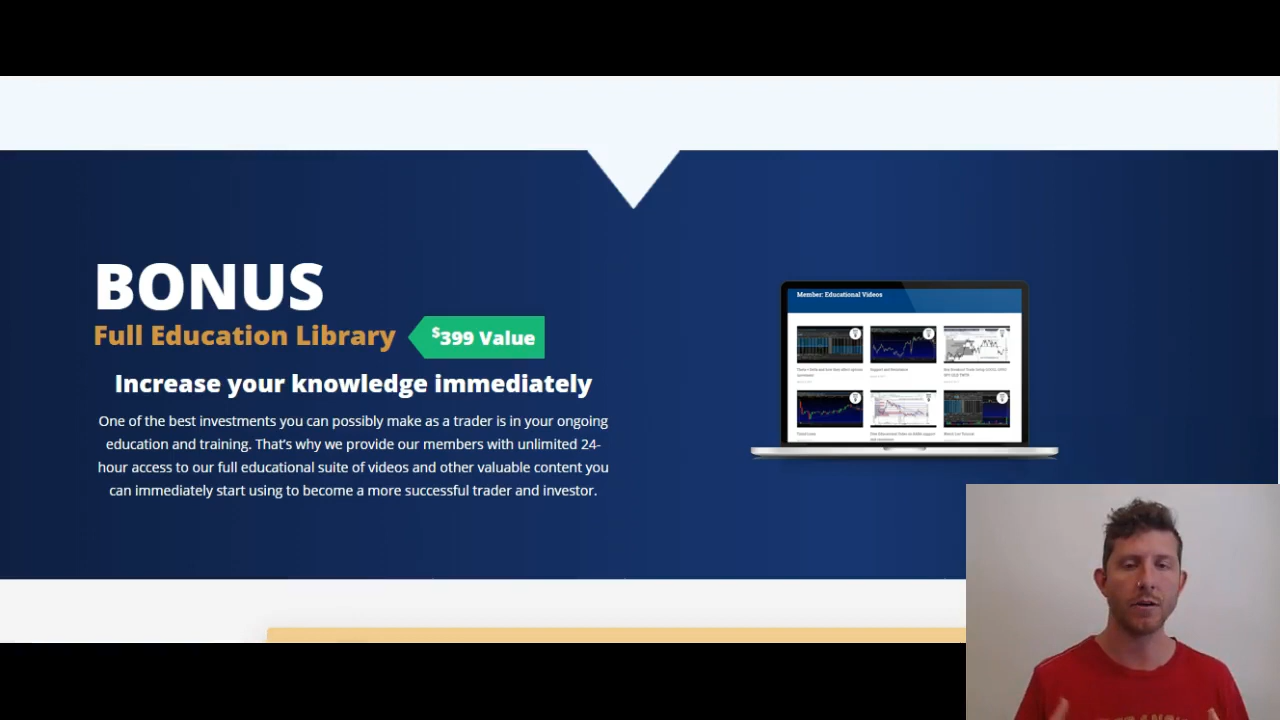 BONUS
Full Education Library
$399 Value
Increase your knowledge immediately
One of the best investments you can possibly make as a trader is in your ongoing
education and training. That's why we provide our members with unlimited 24-
hour access to our full educational suite of videos and other valuable content you
can immediately start using to become a more successful trader and investor.
Member: Educational Videos
Support and Resistance